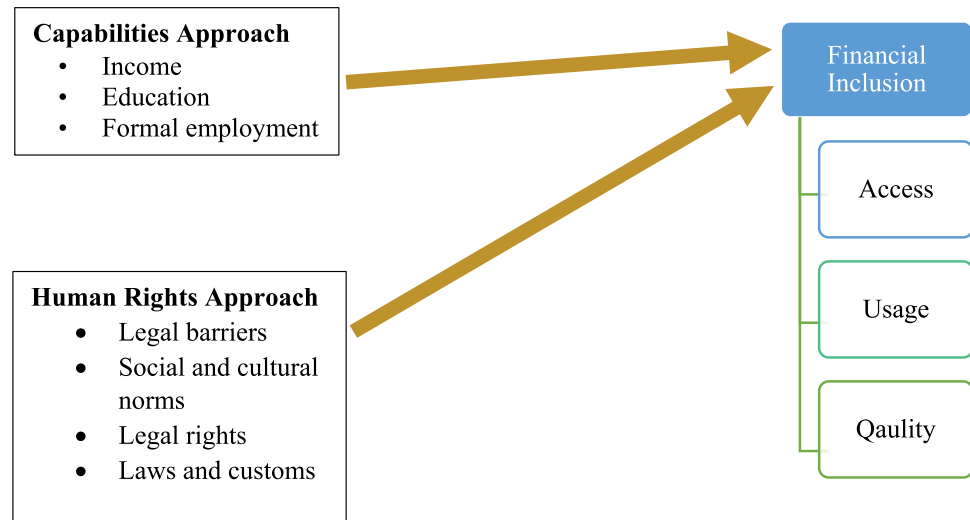 Capabilities Approach
• Income
• Education
• Formal employment
Human Rights Approach
• Legal barriers
• Social and cultural
norms
• Legal rights
• Laws and customs
Financial
Inclusion
Access
Usage
Qaulity